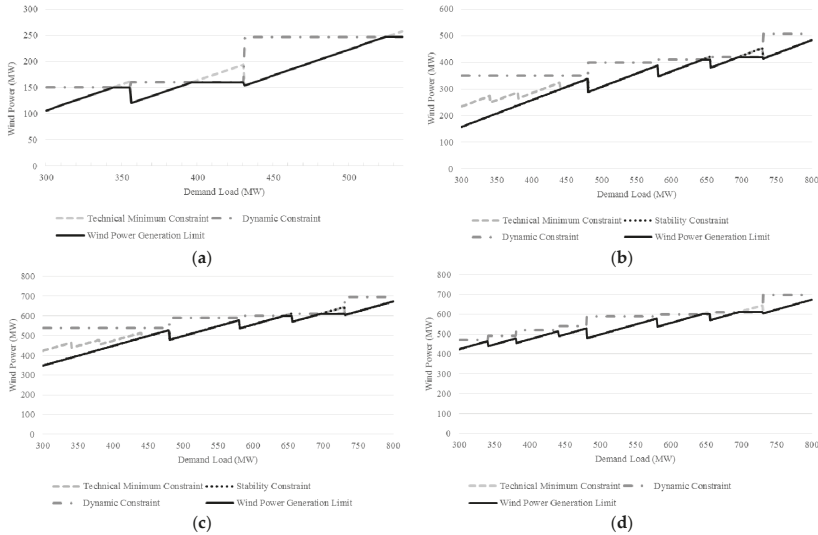 300
250
200
150
100
50
0
Wind Power (MW)
300 350 400 450 500
Demand Load (MW)
Technical Minimum Constraint Dynamic Constraint
Wind Power Generation Limit
(a)
600
500
400
300
200
100
0
Wind Power (MW)
300 350 400 450 500 550 600 650 700 750 800
Demand Load (MW)
Technical Minimum Constraint Stability Constraint
Dynamic Constraint Wind Power Generation Limit
(b)
800
700
600
500
400
300
200
100
0
Wind Power (MW)
300 350 400 450 500 550 600 650 700 750 800
Demand Load (MW)
Technical Minimum Constraint Stability Constraint
Dynamic Constraint Wind Power Generation Limit
(c)
800
700
600
500
400
300
200
100
0
Wind Power (MW)
300 350 400 450 500 550 600 650 700 750 800
Demand Load (MW)
Technical Minimum Constraint Dynamic Constraint
Wind Power Generation Limit
(d)